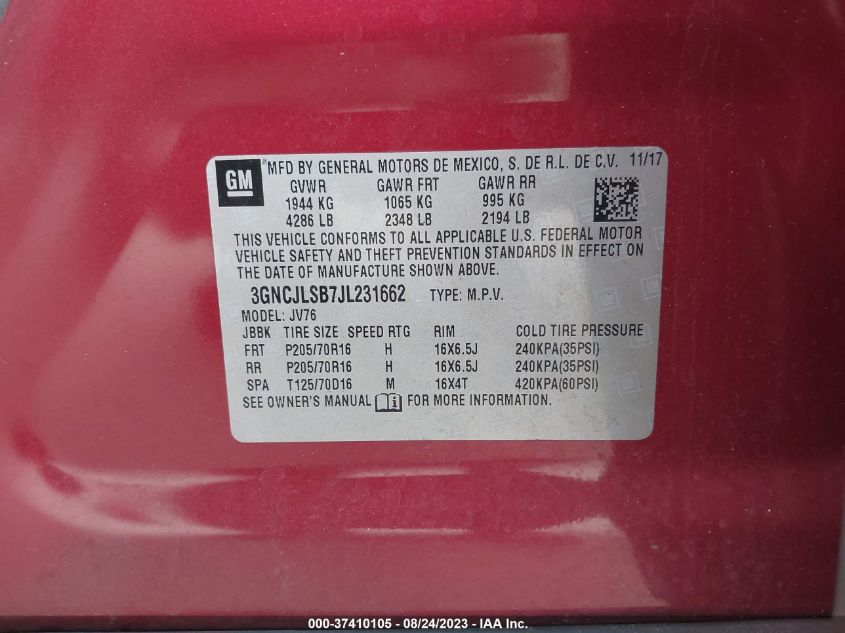 GM
*MFD BY GENERAL MOTORS DE MEXICO, S. DE R.L. DE C.V. 11/17
GVWR GAWR FRT GAWR RR
1944 KG 1065 KG 995 KG
4286 LB 2348 LB 2194 LB
THIS VEHICLE CONFORMS TO ALL APPLICABLE U.S. FEDERAL MOTOR
VEHICLE SAFETY AND THEFT PREVENTION STANDARDS IN EFFECT ON
THE DATE OF MANUFACTURE SHOWN ABOVE.
3GNCJLSB7JL231662 TYPE: M.P.V.
MODEL: JV76
JBBK TIRE SIZE SPEED RTG RIM COLD TIRE PRESSURE
FRT P205/70R16 H 16X6.5J 240KPA(35PSI)
RR P205/70R16 H 16X6.5J 240KPA(35PSI)
SPA T125/70D16 M 16X4T 420KPA(60PSI)
SEE OWNER'S MANUAL i FOR MORE INFORMATION.
000-37410105 - 08/24/2023 - IAA Inc.